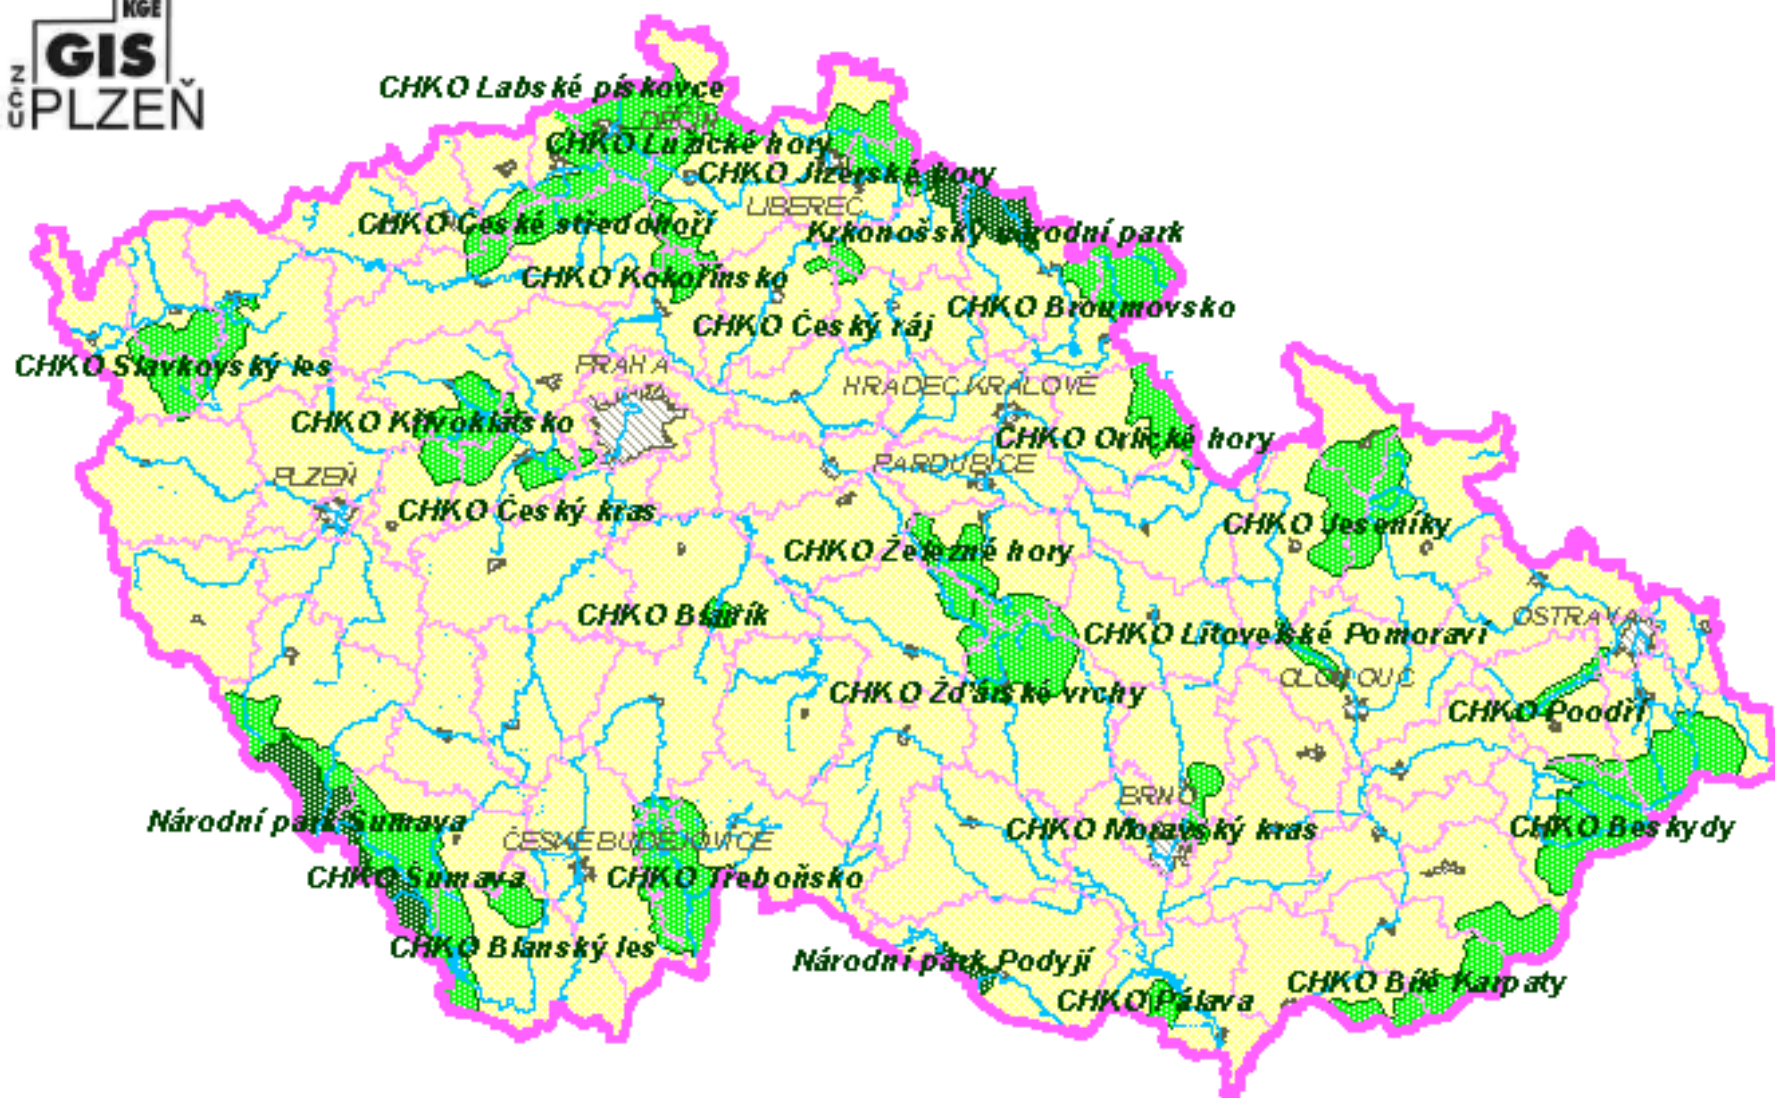 KGE
GIS
ZČU
PLZEŇ
CHKO Labské pískovce
DĚČÍN
CHKO Lužické hory
CHKO Jizerské hory
LIBEREC
CHKO České středohoří
Krkonošský národní park
CHKO Kokořínsko
CHKO Broumovsko
CHKO Český ráj
CHKO Slavkovský les
PRAHA
HRADEC KRÁLOVÉ
CHKO Křivoklátsko
CHKO Orlické hory
PARDUBICE
PLZEŇ
CHKO Český kras
CHKO Jeseníky
CHKO Železné hory
CHKO Blaník
OSTRAVA
CHKO Litovelské Pomoraví
OLOMOUC
CHKO Žďárské vrchy
CHKO Poodří
BRNO
Národní park Šumava
CHKO Moravský kras
CHKO Beskydy
ČESKÉ BUDĚJOVICE
CHKO Šumava
CHKO Třeboňsko
CHKO Blanský les
Národní park Podyjí
CHKO Bílé Karpaty
CHKO Pálava